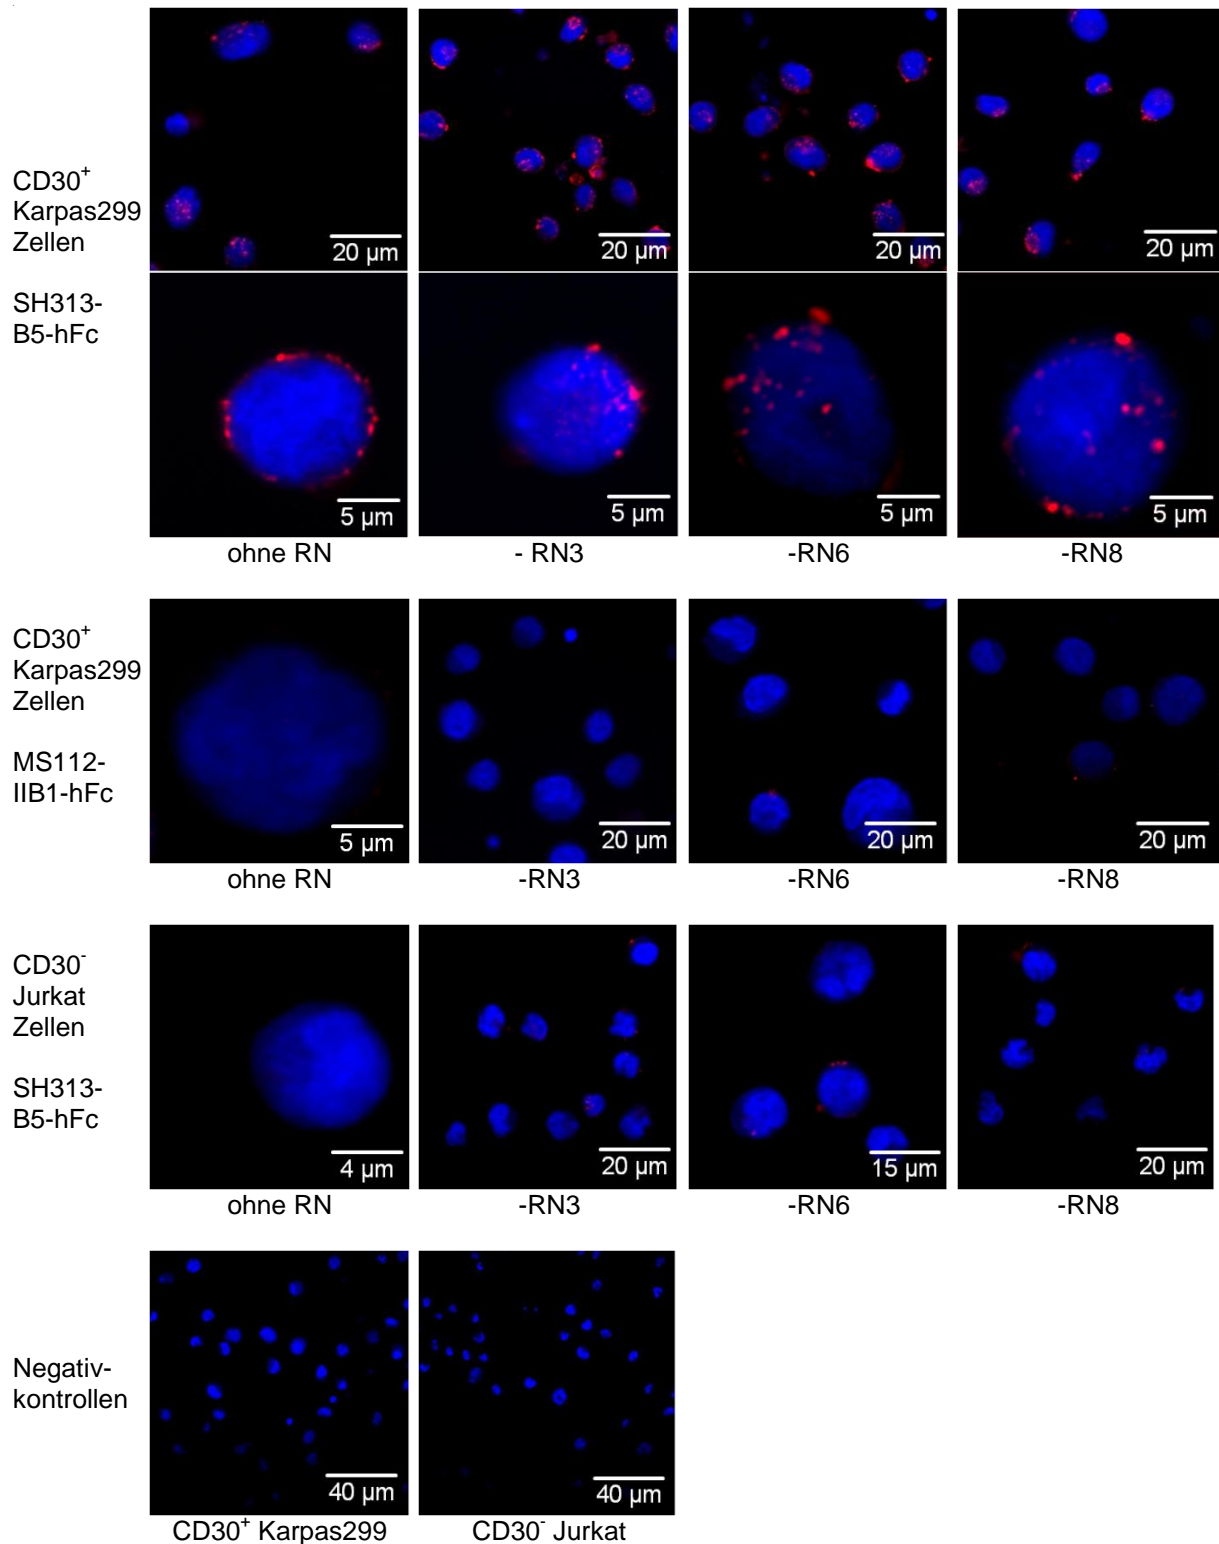 CD30⁺
Karpas299
Zellen
SH313-
B5-hFc
20 µm
20 µm
20 µm
20 µm
5 µm
5 µm
5 µm
5 µm
ohne RN
- RN3
-RN6
-RN8
CD30⁺
Karpas299
Zellen
MS112-
IIB1-hFc
5 µm
20 µm
20 µm
20 µm
ohne RN
-RN3
-RN6
-RN8
CD30⁻
Jurkat
Zellen
SH313-
B5-hFc
4 µm
20 µm
15 µm
20 µm
ohne RN
-RN3
-RN6
-RN8
Negativ-
kontrollen
40 µm
40 µm
CD30⁺ Karpas299
CD30⁻ Jurkat